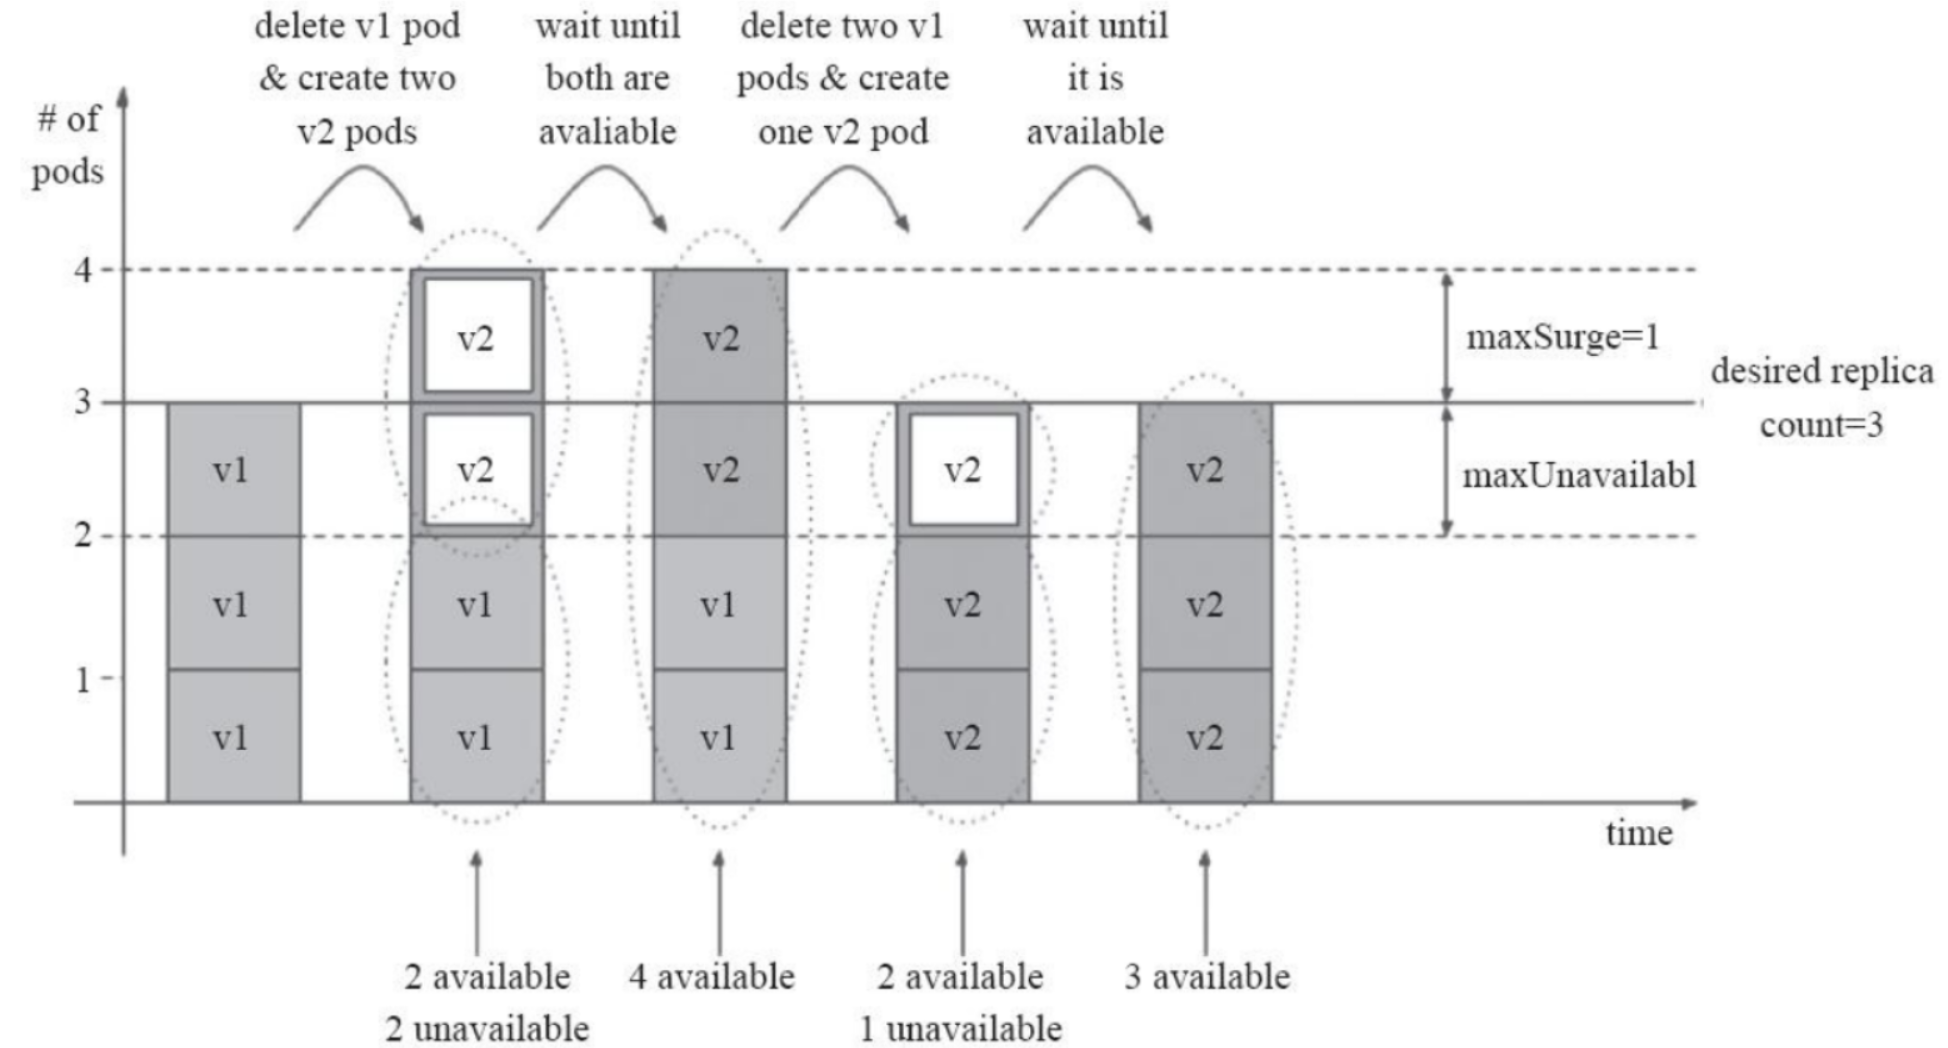 delete v1 pod
& create two
v2 pods
wait until
both are
avaliable
delete two v1
pods & create
one v2 pod
wait until
it is
available
# of
pods
4
3
2
1
v1
v1
v1
v2
v2
v1
v1
v2
v2
v1
v1
v2
v2
v2
v2
v2
v2
maxSurge=1
maxUnavailabl
desired replica
count=3
time
2 available
2 unavailable
4 available
2 available
1 unavailable
3 available